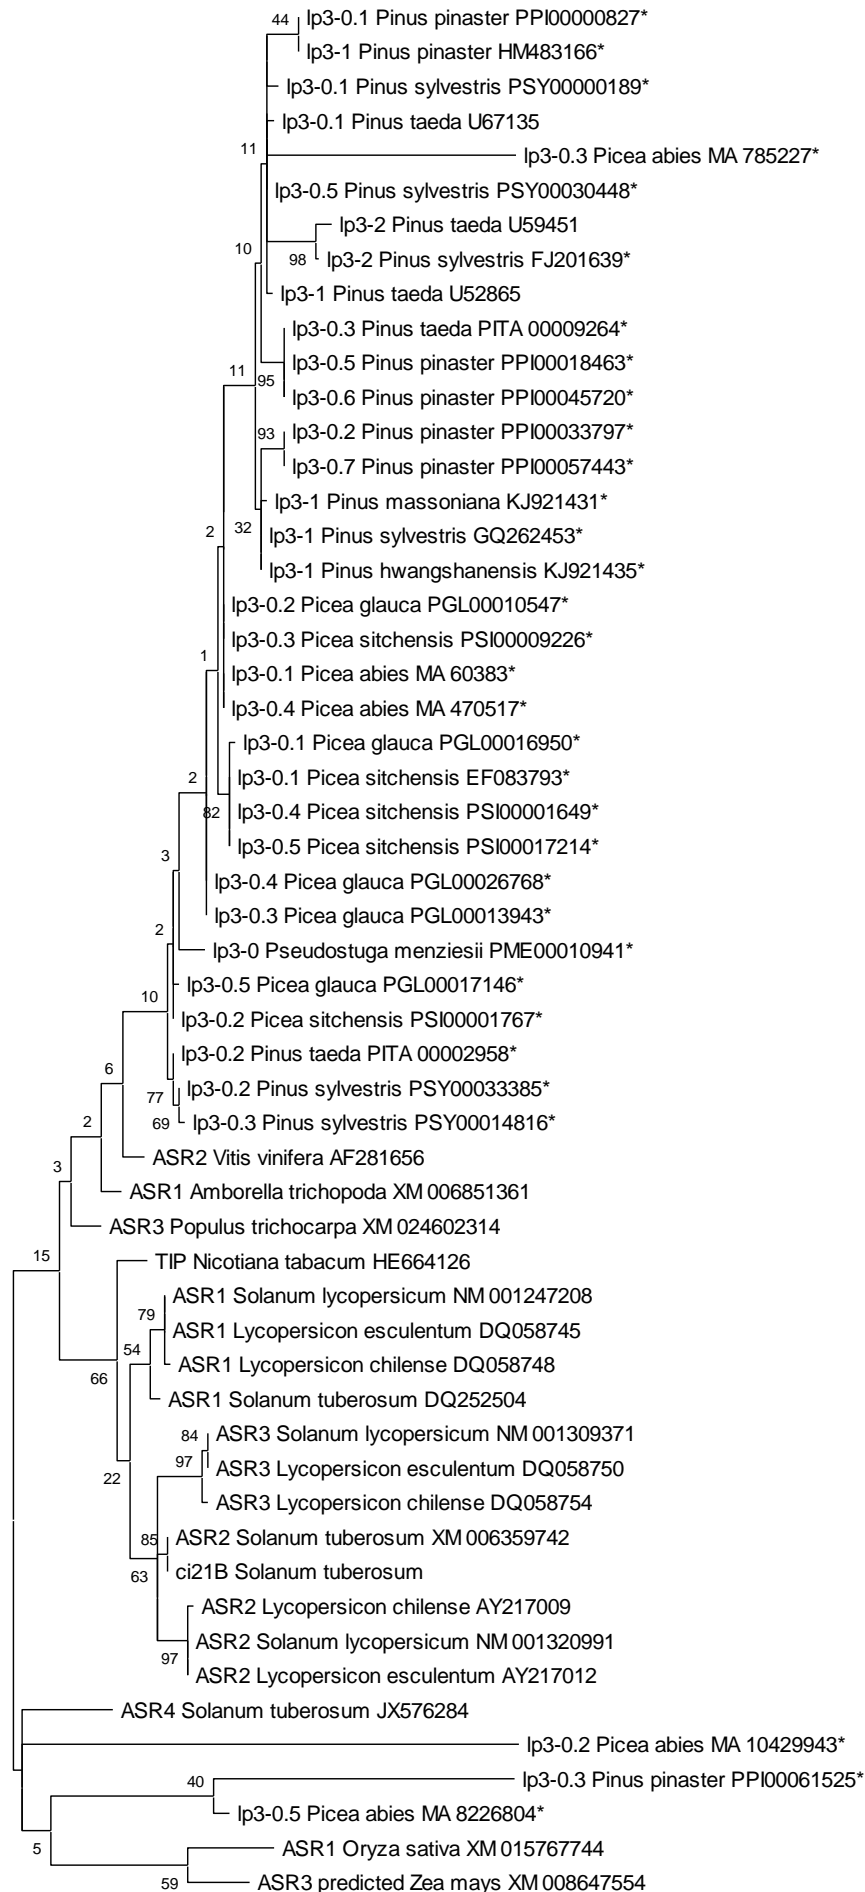 44
lp3-0.1 Pinus pinaster PPI00000827*
lp3-1 Pinus pinaster HM483166*
lp3-0.1 Pinus sylvestris PSY00000189*
lp3-0.1 Pinus taeda U67135
11
lp3-0.3 Picea abies MA 785227*
lp3-0.5 Pinus sylvestris PSY00030448*
lp3-2 Pinus taeda U59451
10
98
lp3-2 Pinus sylvestris FJ201639*
lp3-1 Pinus taeda U52865
lp3-0.3 Pinus taeda PITA 00009264*
lp3-0.5 Pinus pinaster PPI00018463*
11
95
lp3-0.6 Pinus pinaster PPI00045720*
93
lp3-0.2 Pinus pinaster PPI00033797*
lp3-0.7 Pinus pinaster PPI00057443*
lp3-1 Pinus massoniana KJ921431*
2
32
lp3-1 Pinus sylvestris GQ262453*
lp3-1 Pinus hwangshanensis KJ921435*
lp3-0.2 Picea glauca PGL00010547*
lp3-0.3 Picea sitchensis PSI00009226*
1
lp3-0.1 Picea abies MA 60383*
lp3-0.4 Picea abies MA 470517*
lp3-0.1 Picea glauca PGL00016950*
2
lp3-0.1 Picea sitchensis EF083793*
82
lp3-0.4 Picea sitchensis PSI00001649*
lp3-0.5 Picea sitchensis PSI00017214*
3
lp3-0.4 Picea glauca PGL00026768*
lp3-0.3 Picea glauca PGL00013943*
2
lp3-0 Pseudostuga menziesii PME00010941*
lp3-0.5 Picea glauca PGL00017146*
10
lp3-0.2 Picea sitchensis PSI00001767*
lp3-0.2 Pinus taeda PITA 00002958*
6
77
lp3-0.2 Pinus sylvestris PSY00033385*
2
69
lp3-0.3 Pinus sylvestris PSY00014816*
ASR2 Vitis vinifera AF281656
3
ASR1 Amborella trichopoda XM 006851361
ASR3 Populus trichocarpa XM 024602314
15
TIP Nicotiana tabacum HE664126
ASR1 Solanum lycopersicum NM 001247208
79
ASR1 Lycopersicon esculentum DQ058745
54
ASR1 Lycopersicon chilense DQ058748
66
ASR1 Solanum tuberosum DQ252504
84
ASR3 Solanum lycopersicum NM 001309371
97
ASR3 Lycopersicon esculentum DQ058750
22
ASR3 Lycopersicon chilense DQ058754
85
ASR2 Solanum tuberosum XM 006359742
63
ci21B Solanum tuberosum
ASR2 Lycopersicon chilense AY217009
ASR2 Solanum lycopersicum NM 001320991
97
ASR2 Lycopersicon esculentum AY217012
ASR4 Solanum tuberosum JX576284
lp3-0.2 Picea abies MA 10429943*
40
lp3-0.3 Pinus pinaster PPI00061525*
lp3-0.5 Picea abies MA 8226804*
5
ASR1 Oryza sativa XM 015767744
59
ASR3 predicted Zea mays XM 008647554